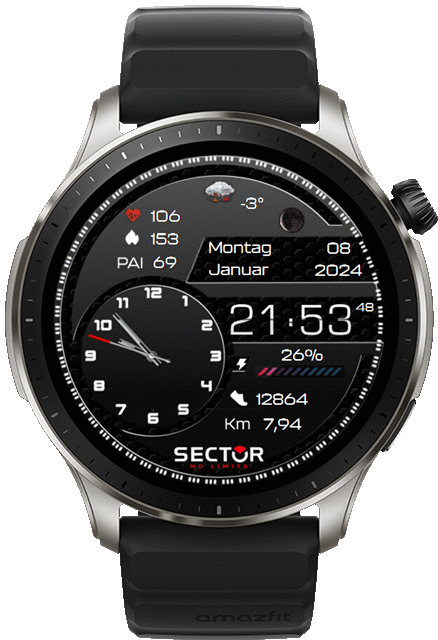 -3°
106
153
PAI 69
Montag 08
Januar 2024
21:53 48
26%
12864
Km 7,94
12
1
2
3
4
5
6
7
8
9
10
11
SECTOR
NO LIMITS
amazfit